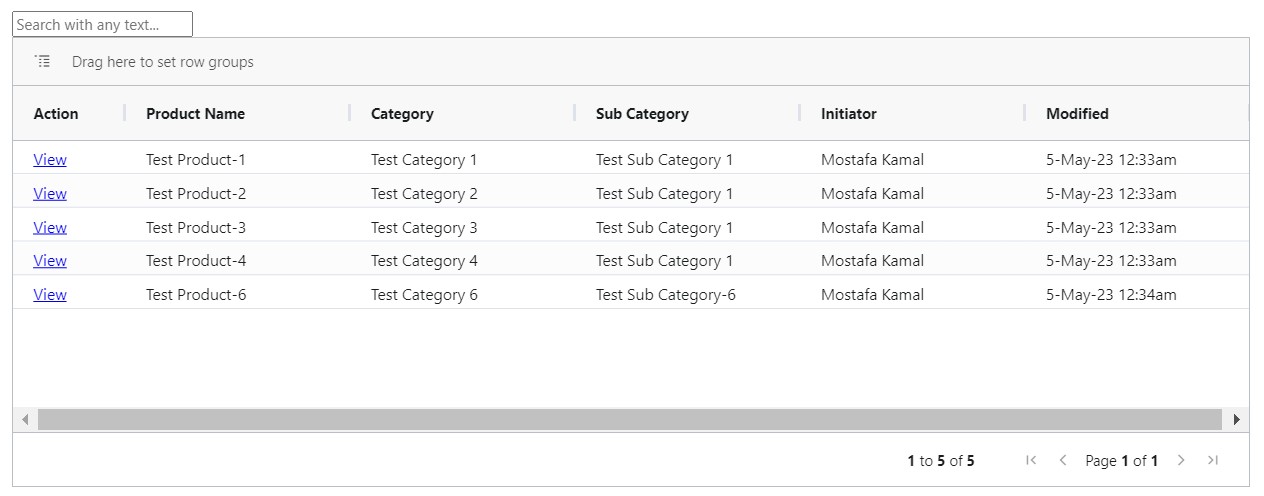 Search with any text...
Drag here to set row groups
Action Product Name Category Sub Category Initiator Modified
View Test Product-1 Test Category 1 Test Sub Category 1 Mostafa Kamal 5-May-23 12:33am
View Test Product-2 Test Category 2 Test Sub Category 1 Mostafa Kamal 5-May-23 12:33am
View Test Product-3 Test Category 3 Test Sub Category 1 Mostafa Kamal 5-May-23 12:33am
View Test Product-4 Test Category 4 Test Sub Category 1 Mostafa Kamal 5-May-23 12:33am
View Test Product-6 Test Category 6 Test Sub Category-6 Mostafa Kamal 5-May-23 12:34am
1 to 5 of 5 Page 1 of 1